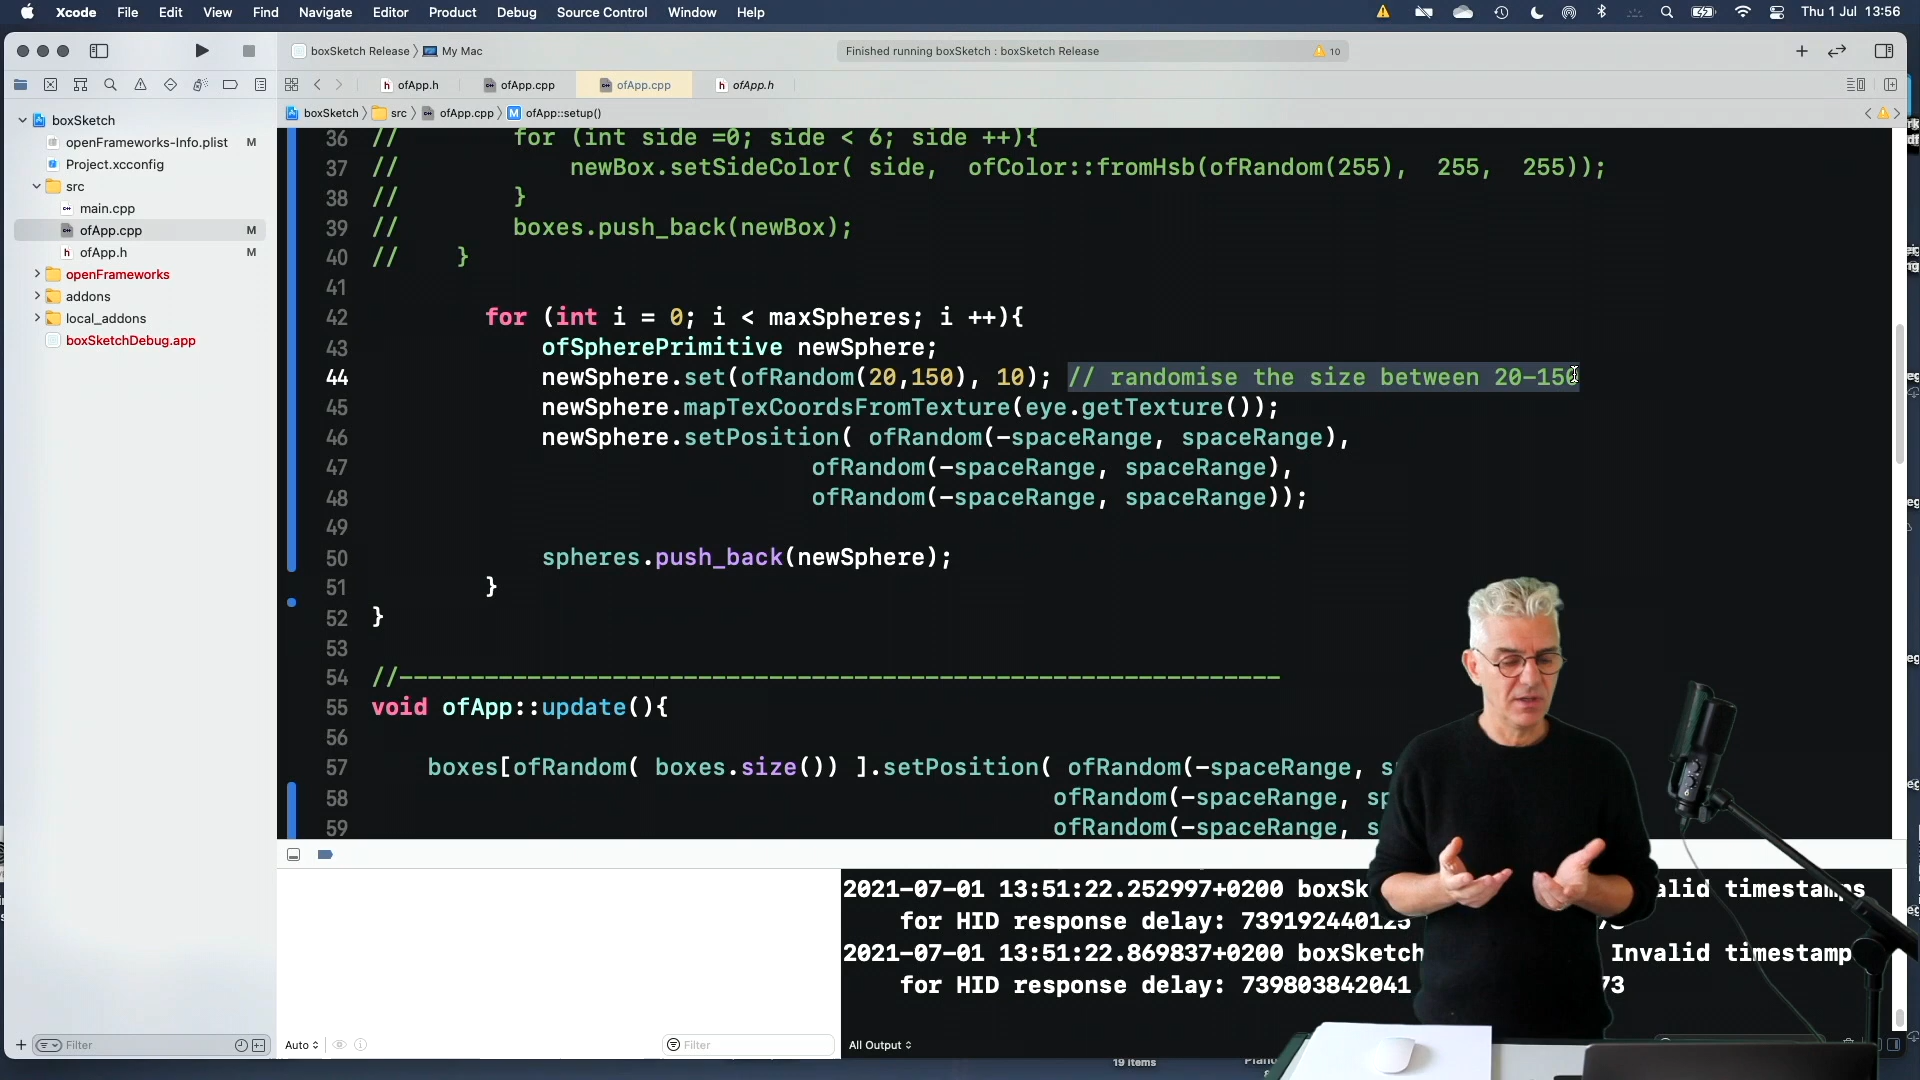 Xcode File Edit View Find Navigate Editor Product Debug Source Control Window Help Thu 1 Jul 13:56
boxSketch Release My Mac Finished running boxSketch : boxSketch Release 10
ofApp.h ofApp.cpp ofApp.cpp ofApp.h
boxSketch src ofApp.cpp M ofApp::setup()
boxSketch
openFrameworks-Info.plist M
Project.xcconfig
src
main.cpp
ofApp.cpp M
ofApp.h M
openFrameworks
addons
local_addons
boxSketchDebug.app
36 // for (int side =0; side < 6; side ++){
37 // newBox.setSideColor( side, ofColor::fromHsb(ofRandom(255), 255, 255));
38 // }
39 // boxes.push_back(newBox);
40 // }
41
42 for (int i = 0; i < maxSpheres; i ++){
43 ofSpherePrimitive newSphere;
44 newSphere.set(ofRandom(20,150), 10); // randomise the size between 20-150
45 newSphere.mapTexCoordsFromTexture(eye.getTexture());
46 newSphere.setPosition( ofRandom(-spaceRange, spaceRange),
47 ofRandom(-spaceRange, spaceRange),
48 ofRandom(-spaceRange, spaceRange));
49
50 spheres.push_back(newSphere);
51 }
52 }
53
54 //--------------------------------------------------------------
55 void ofApp::update(){
56
57 boxes[ofRandom( boxes.size()) ].setPosition( ofRandom(-spaceRange, s
58 ofRandom(-spaceRange, sp
59 ofRandom(-spaceRange, s
2021-07-01 13:51:22.252997+0200 boxSk alid timestamps
for HID response delay: 739192440125
2021-07-01 13:51:22.869837+0200 boxSketch Invalid timestamp
for HID response delay: 739803842041 73
Filter Auto Filter All Output
19 items